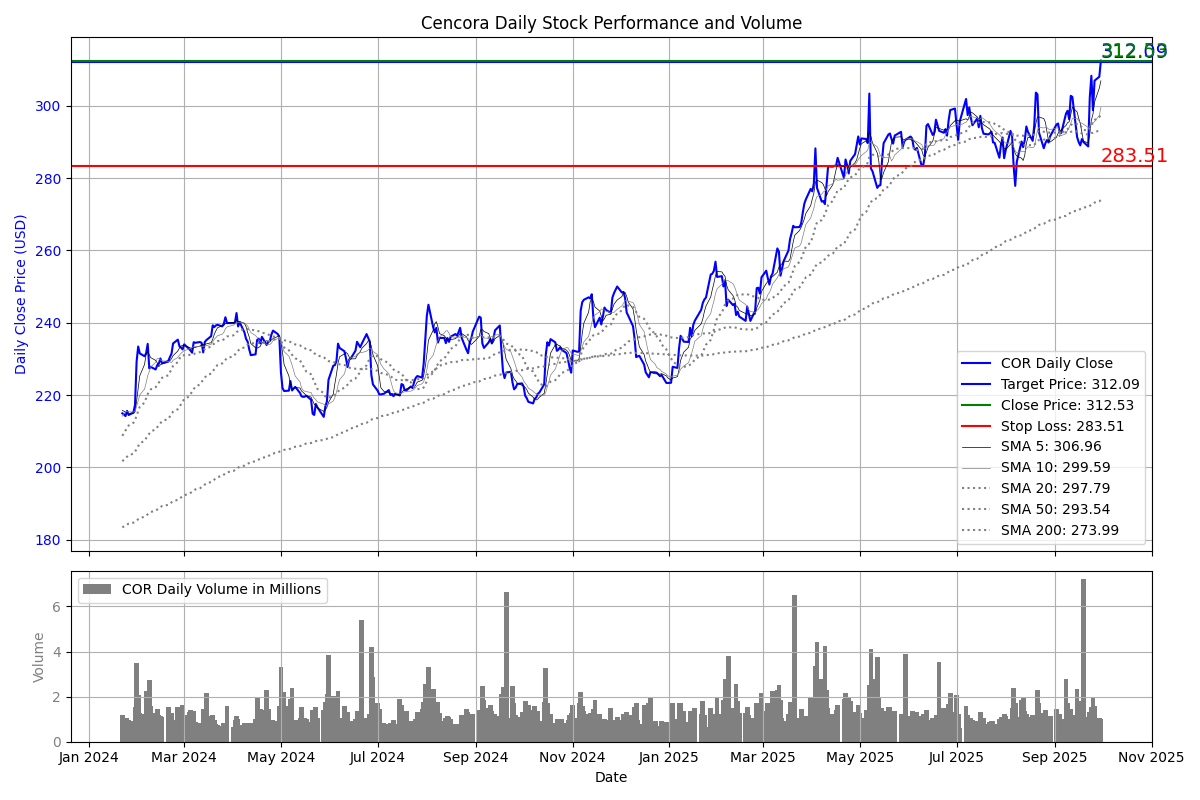 Cencora Daily Stock Performance and Volume
312.09
312.53
300
283.51
280
260
240
220
200
180
Daily Close Price (USD)
COR Daily Close
Target Price: 312.09
Close Price: 312.53
Stop Loss: 283.51
SMA 5: 306.96
SMA 10: 299.59
SMA 20: 297.79
SMA 50: 293.54
SMA 200: 273.99
COR Daily Volume in Millions
6
4
2
0
Volume
Jan 2024
Mar 2024
May 2024
Jul 2024
Sep 2024
Nov 2024
Jan 2025
Mar 2025
May 2025
Jul 2025
Sep 2025
Nov 2025
Date